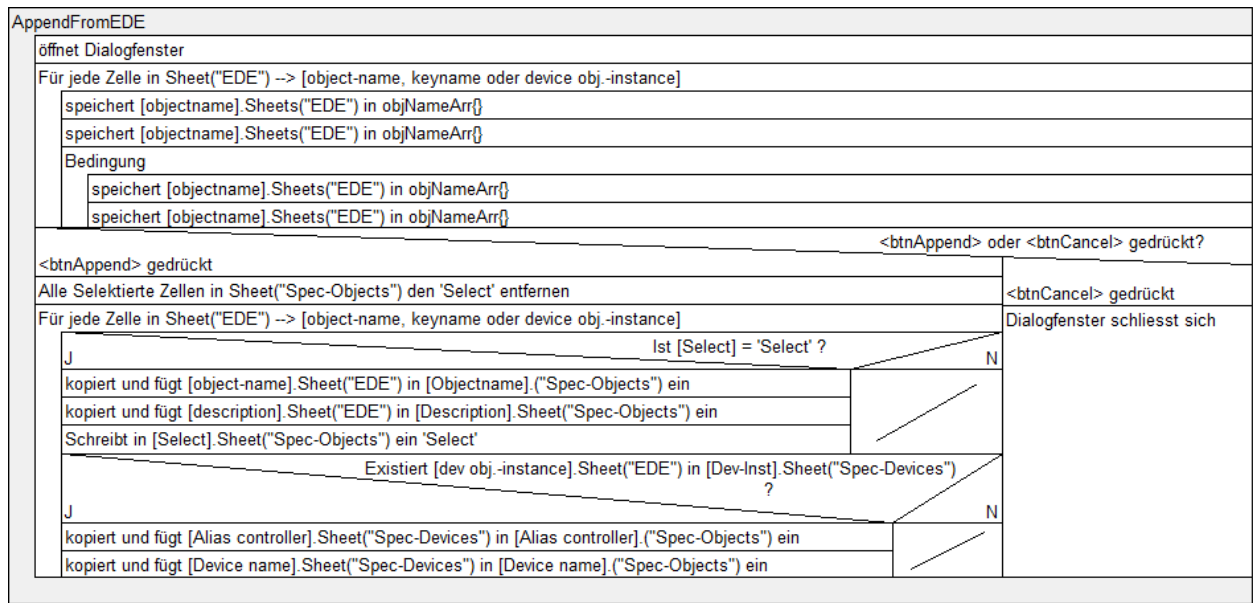 AppendFromEDE
öffnet Dialogfenster
Für jede Zelle in Sheet("EDE") --> [object-name, keyname oder device obj.-instance]
speichert [objectname].Sheets("EDE") in objNameArr{}
speichert [objectname].Sheets("EDE") in objNameArr{}
Bedingung
speichert [objectname].Sheets("EDE") in objNameArr{}
speichert [objectname].Sheets("EDE") in objNameArr{}
<btnAppend> oder <btnCancel> gedrückt?
<btnAppend> gedrückt
Alle Selektierte Zellen in Sheet("Spec-Objects") den 'Select' entfernen
<btnCancel> gedrückt
Für jede Zelle in Sheet("EDE") --> [object-name, keyname oder device obj.-instance]
Dialogfenster schliesst sich
Ist [Select] = 'Select' ?
J
N
kopiert und fügt [object-name].Sheet("EDE") in [Objectname].("Spec-Objects") ein
kopiert und fügt [description].Sheet("EDE") in [Description].Sheet("Spec-Objects") ein
Schreibt in [Select].Sheet("Spec-Objects") ein 'Select'
Existiert [dev obj.-instance].Sheet("EDE") in [Dev-Inst].Sheet("Spec-Devices")
?
J
N
kopiert und fügt [Alias controller].Sheet("Spec-Devices") in [Alias controller].("Spec-Objects") ein
kopiert und fügt [Device name].Sheet("Spec-Devices") in [Device name].("Spec-Objects") ein